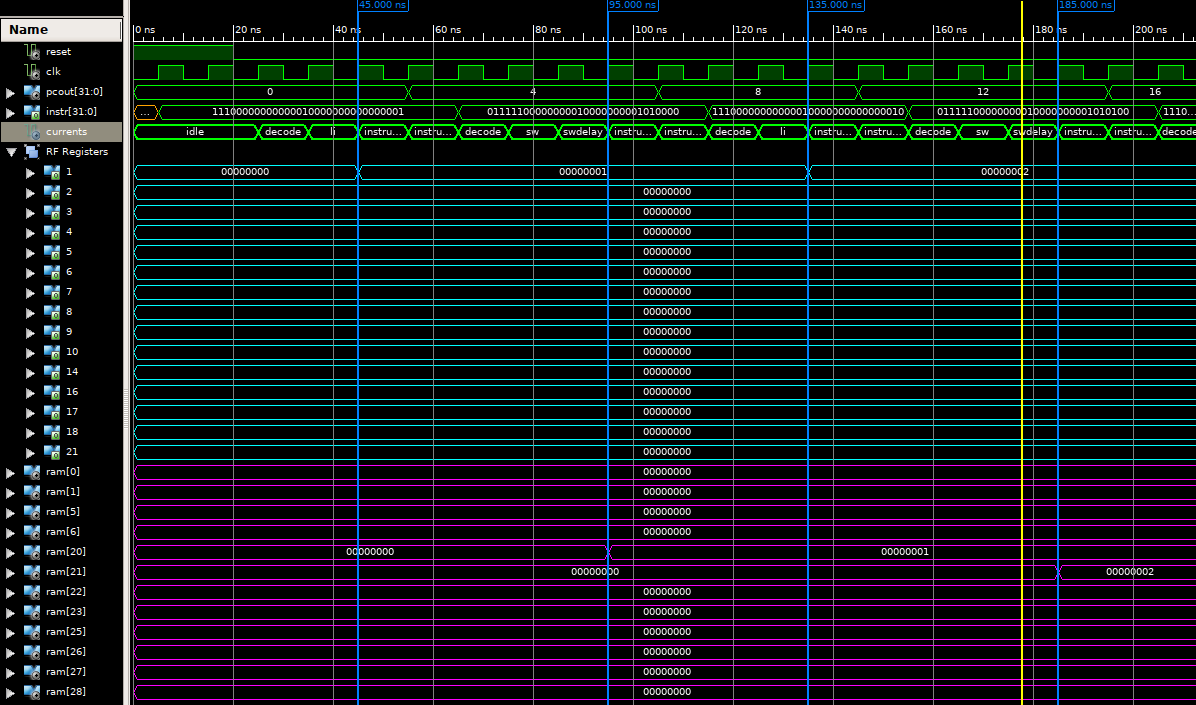 45.000 ns 95.000 ns 135.000 ns 185.000 ns
Name 0 ns 20 ns 40 ns 60 ns 80 ns 100 ns 120 ns 140 ns 160 ns 180 ns 200 ns
reset
clk
pcout[31:0] 0 4 8 12 16
instr[31:0] ... 11100000000000010000000000000001 01111100000000010000000001010000 11100000000000010000000000000010 01111100000000010000000001010100 1110...
currents idle decode li instru... instru... decode sw swdelay instru... instru... decode li instru... instru... decode sw swdelay instru... instru... decode
RF Registers
1 00000000 00000001 00000002
2 00000000
3 00000000
4 00000000
5 00000000
6 00000000
7 00000000
8 00000000
9 00000000
10 00000000
14 00000000
16 00000000
17 00000000
18 00000000
21 00000000
ram[0] 00000000
ram[1] 00000000
ram[5] 00000000
ram[6] 00000000
ram[20] 00000000 00000001
ram[21] 00000000 00000002
ram[22] 00000000
ram[23] 00000000
ram[25] 00000000
ram[26] 00000000
ram[27] 00000000
ram[28] 00000000